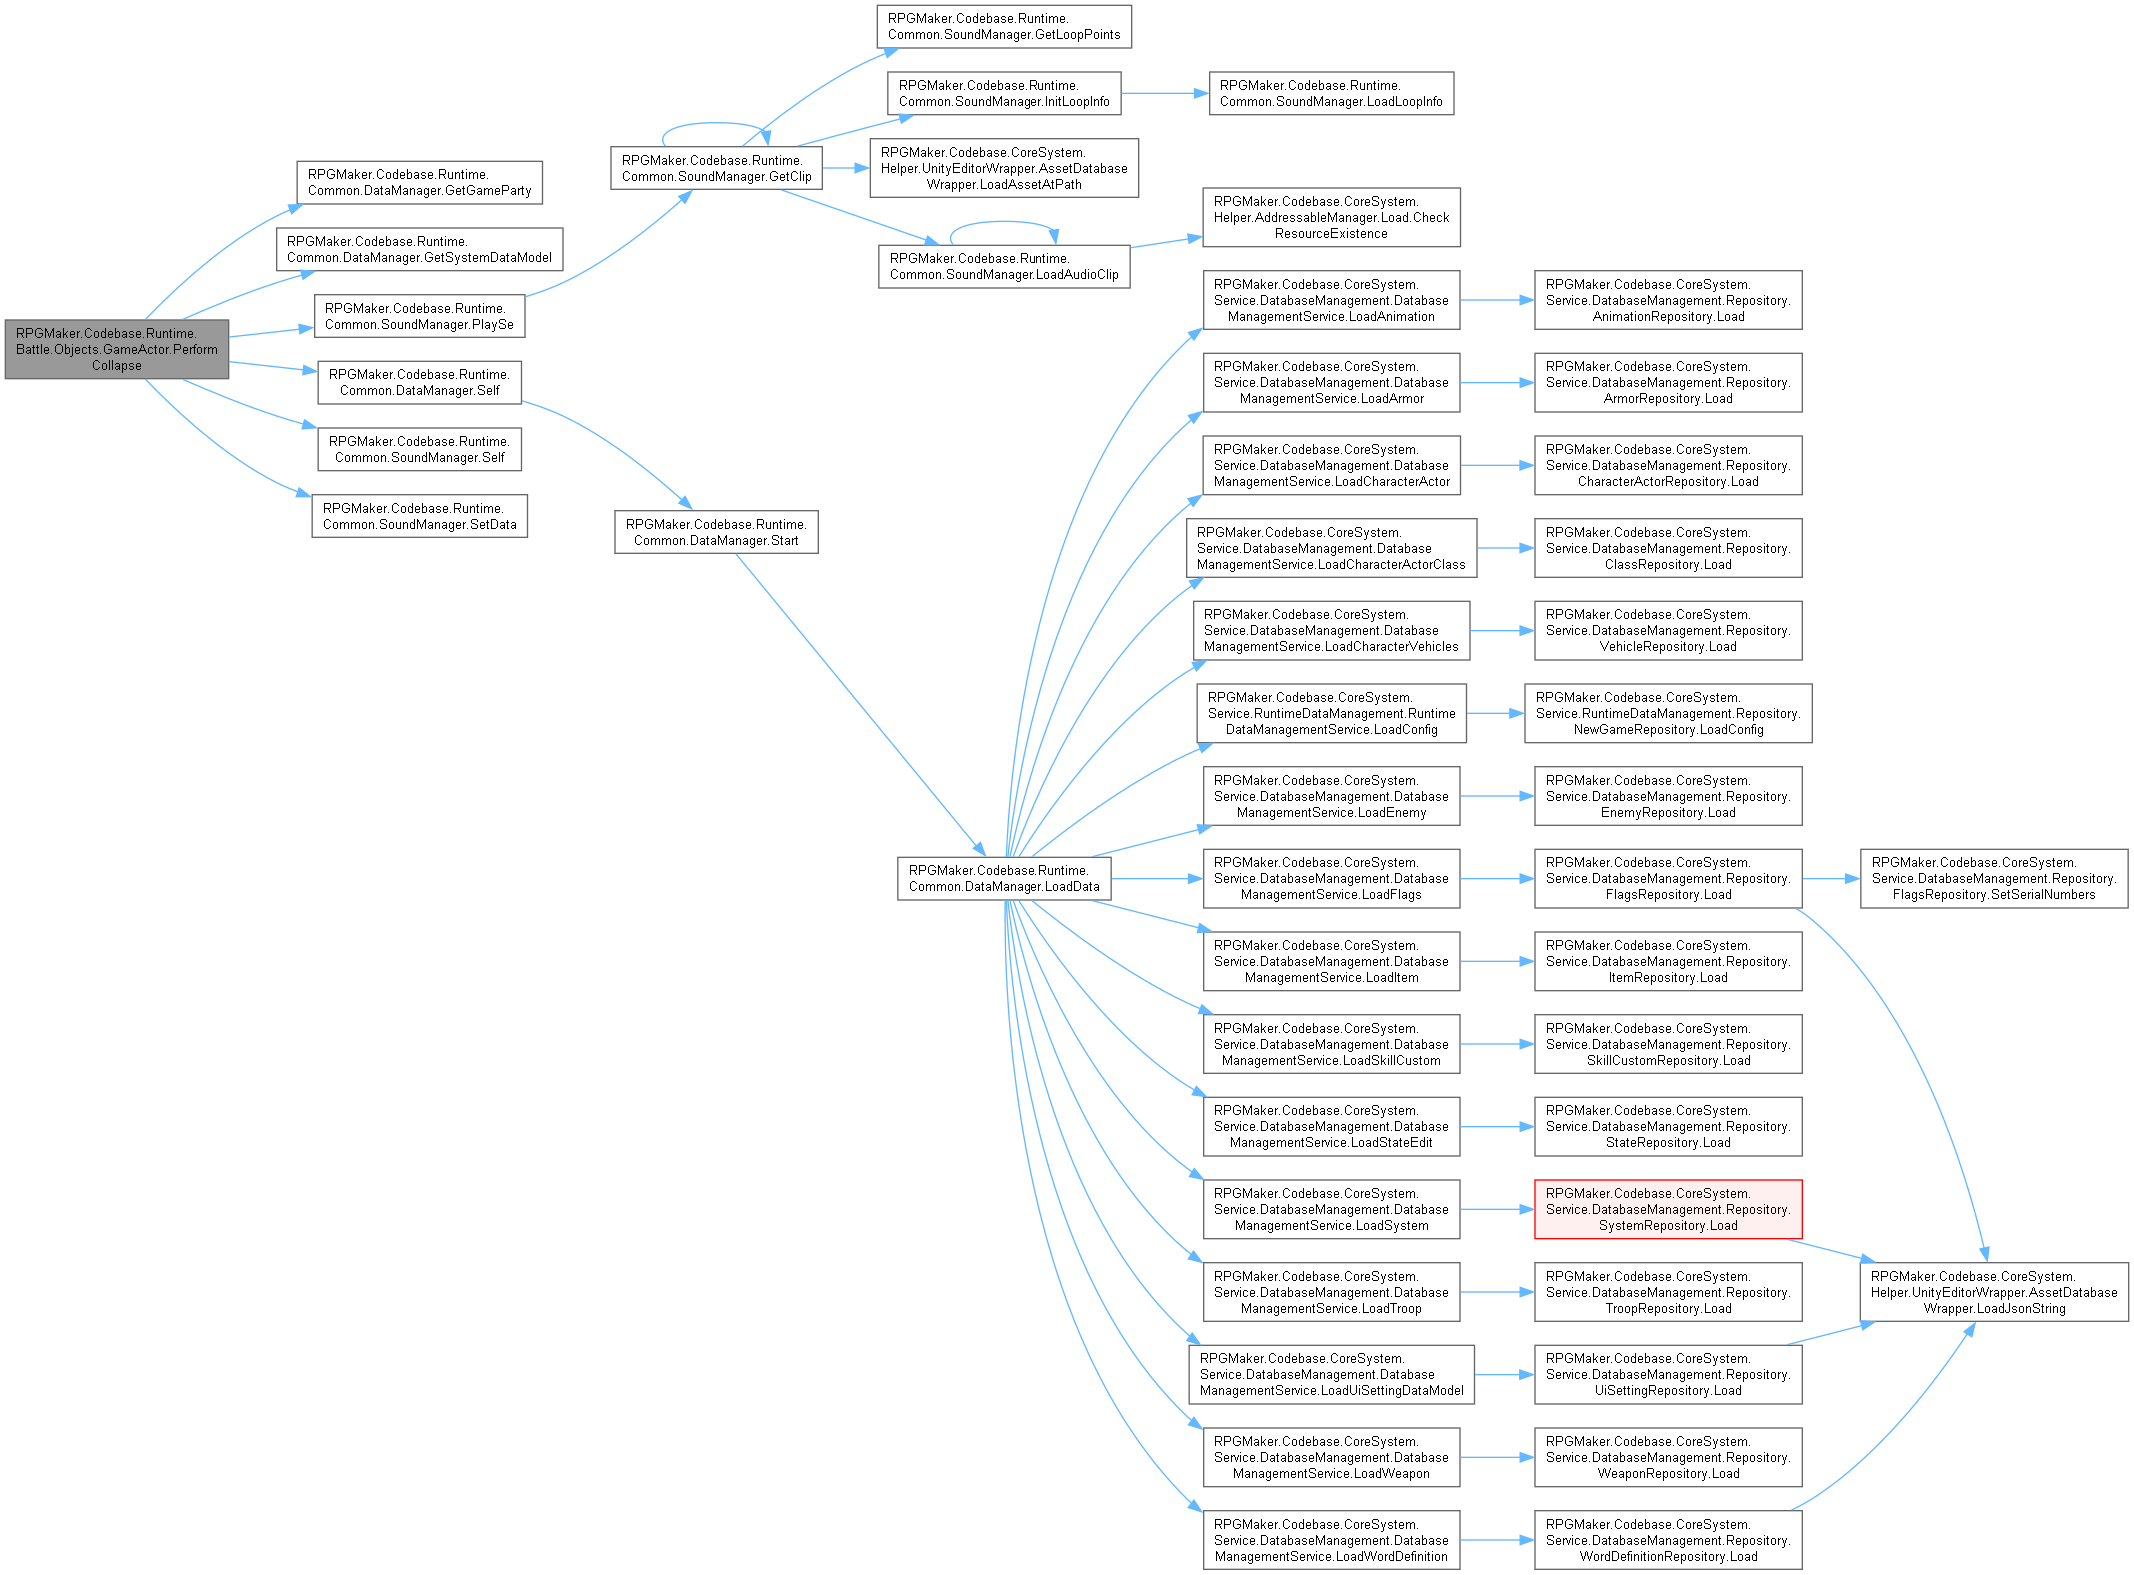 RPGMaker.Codebase.Runtime.
Battle.Objects.GameActor.Perform
Collapse
RPGMaker.Codebase.Runtime.
Common.DataManager.GetGameParty
RPGMaker.Codebase.Runtime.
Common.DataManager.GetSystemDataModel
RPGMaker.Codebase.Runtime.
Common.SoundManager.PlaySe
RPGMaker.Codebase.Runtime.
Common.DataManager.Self
RPGMaker.Codebase.Runtime.
Common.SoundManager.Self
RPGMaker.Codebase.Runtime.
Common.SoundManager.SetData
RPGMaker.Codebase.Runtime.
Common.SoundManager.GetClip
RPGMaker.Codebase.Runtime.
Common.DataManager.Start
RPGMaker.Codebase.Runtime.
Common.SoundManager.GetLoopPoints
RPGMaker.Codebase.Runtime.
Common.SoundManager.InitLoopInfo
RPGMaker.Codebase.CoreSystem.
Helper.UnityEditorWrapper.AssetDatabase
Wrapper.LoadAssetAtPath
RPGMaker.Codebase.Runtime.
Common.SoundManager.LoadAudioClip
RPGMaker.Codebase.Runtime.
Common.DataManager.LoadData
RPGMaker.Codebase.Runtime.
Common.SoundManager.LoadLoopInfo
RPGMaker.Codebase.CoreSystem.
Helper.AddressableManager.Load.Check
ResourceExistence
RPGMaker.Codebase.CoreSystem.
Service.DatabaseManagement.Database
ManagementService.LoadAnimation
RPGMaker.Codebase.CoreSystem.
Service.DatabaseManagement.Database
ManagementService.LoadArmor
RPGMaker.Codebase.CoreSystem.
Service.DatabaseManagement.Database
ManagementService.LoadCharacterActor
RPGMaker.Codebase.CoreSystem.
Service.DatabaseManagement.Database
ManagementService.LoadCharacterActorClass
RPGMaker.Codebase.CoreSystem.
Service.DatabaseManagement.Database
ManagementService.LoadCharacterVehicles
RPGMaker.Codebase.CoreSystem.
Service.RuntimeDataManagement.Runtime
DataManagementService.LoadConfig
RPGMaker.Codebase.CoreSystem.
Service.DatabaseManagement.Database
ManagementService.LoadEnemy
RPGMaker.Codebase.CoreSystem.
Service.DatabaseManagement.Database
ManagementService.LoadFlags
RPGMaker.Codebase.CoreSystem.
Service.DatabaseManagement.Database
ManagementService.LoadItem
RPGMaker.Codebase.CoreSystem.
Service.DatabaseManagement.Database
ManagementService.LoadSkillCustom
RPGMaker.Codebase.CoreSystem.
Service.DatabaseManagement.Database
ManagementService.LoadStateEdit
RPGMaker.Codebase.CoreSystem.
Service.DatabaseManagement.Database
ManagementService.LoadSystem
RPGMaker.Codebase.CoreSystem.
Service.DatabaseManagement.Database
ManagementService.LoadTroop
RPGMaker.Codebase.CoreSystem.
Service.DatabaseManagement.Database
ManagementService.LoadUiSettingDataModel
RPGMaker.Codebase.CoreSystem.
Service.DatabaseManagement.Database
ManagementService.LoadWeapon
RPGMaker.Codebase.CoreSystem.
Service.DatabaseManagement.Database
ManagementService.LoadWordDefinition
RPGMaker.Codebase.CoreSystem.
Service.DatabaseManagement.Repository.
AnimationRepository.Load
RPGMaker.Codebase.CoreSystem.
Service.DatabaseManagement.Repository.
ArmorRepository.Load
RPGMaker.Codebase.CoreSystem.
Service.DatabaseManagement.Repository.
CharacterActorRepository.Load
RPGMaker.Codebase.CoreSystem.
Service.DatabaseManagement.Repository.
ClassRepository.Load
RPGMaker.Codebase.CoreSystem.
Service.DatabaseManagement.Repository.
VehicleRepository.Load
RPGMaker.Codebase.CoreSystem.
Service.RuntimeDataManagement.Repository.
NewGameRepository.LoadConfig
RPGMaker.Codebase.CoreSystem.
Service.DatabaseManagement.Repository.
EnemyRepository.Load
RPGMaker.Codebase.CoreSystem.
Service.DatabaseManagement.Repository.
FlagsRepository.Load
RPGMaker.Codebase.CoreSystem.
Service.DatabaseManagement.Repository.
ItemRepository.Load
RPGMaker.Codebase.CoreSystem.
Service.DatabaseManagement.Repository.
SkillCustomRepository.Load
RPGMaker.Codebase.CoreSystem.
Service.DatabaseManagement.Repository.
StateRepository.Load
RPGMaker.Codebase.CoreSystem.
Service.DatabaseManagement.Repository.
SystemRepository.Load
RPGMaker.Codebase.CoreSystem.
Service.DatabaseManagement.Repository.
TroopRepository.Load
RPGMaker.Codebase.CoreSystem.
Service.DatabaseManagement.Repository.
UiSettingRepository.Load
RPGMaker.Codebase.CoreSystem.
Service.DatabaseManagement.Repository.
WeaponRepository.Load
RPGMaker.Codebase.CoreSystem.
Service.DatabaseManagement.Repository.
WordDefinitionRepository.Load
RPGMaker.Codebase.CoreSystem.
Service.DatabaseManagement.Repository.
FlagsRepository.SetSerialNumbers
RPGMaker.Codebase.CoreSystem.
Helper.UnityEditorWrapper.AssetDatabase
Wrapper.LoadJsonString